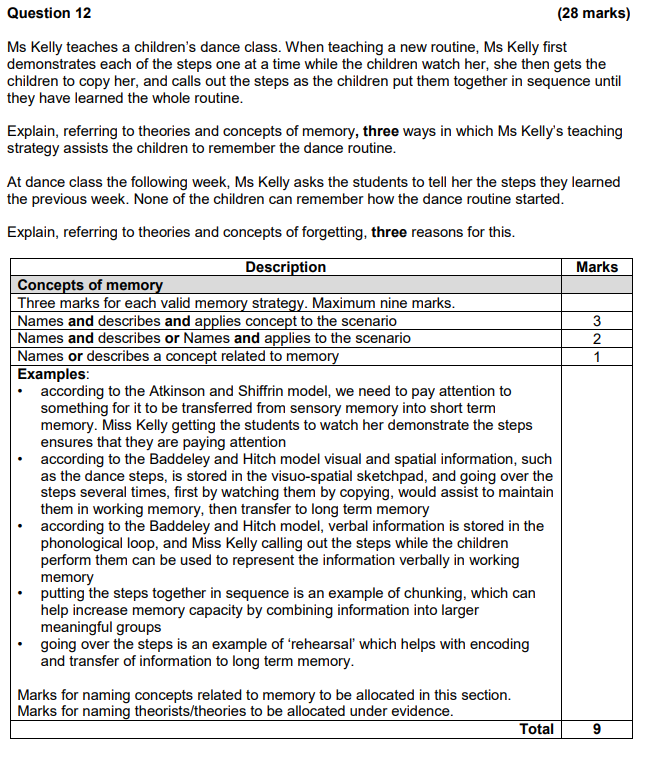 Question 12 (28 marks)
Ms Kelly teaches a children's dance class. When teaching a new routine, Ms Kelly first
demonstrates each of the steps one at a time while the children watch her, she then gets the
children to copy her, and calls out the steps as the children put them together in sequence until
they have learned the whole routine.
Explain, referring to theories and concepts of memory, three ways in which Ms Kelly's teaching
strategy assists the children to remember the dance routine.
At dance class the following week, Ms Kelly asks the students to tell her the steps they learned
the previous week. None of the children can remember how the dance routine started.
Explain, referring to theories and concepts of forgetting, three reasons for this.
Description Marks
Concepts of memory
Three marks for each valid memory strategy. Maximum nine marks.
Names and describes and applies concept to the scenario 3
Names and describes or Names and applies to the scenario 2
Names or describes a concept related to memory 1
Examples:
• according to the Atkinson and Shiffrin model, we need to pay attention to
something for it to be transferred from sensory memory into short term
memory. Miss Kelly getting the students to watch her demonstrate the steps
ensures that they are paying attention
• according to the Baddeley and Hitch model visual and spatial information, such
as the dance steps, is stored in the visuo-spatial sketchpad, and going over the
steps several times, first by watching them by copying, would assist to maintain
them in working memory, then transfer to long term memory
• according to the Baddeley and Hitch model, verbal information is stored in the
phonological loop, and Miss Kelly calling out the steps while the children
perform them can be used to represent the information verbally in working
memory
• putting the steps together in sequence is an example of chunking, which can
help increase memory capacity by combining information into larger
meaningful groups
• going over the steps is an example of 'rehearsal' which helps with encoding
and transfer of information to long term memory.
Marks for naming concepts related to memory to be allocated in this section.
Marks for naming theorists/theories to be allocated under evidence.
Total 9